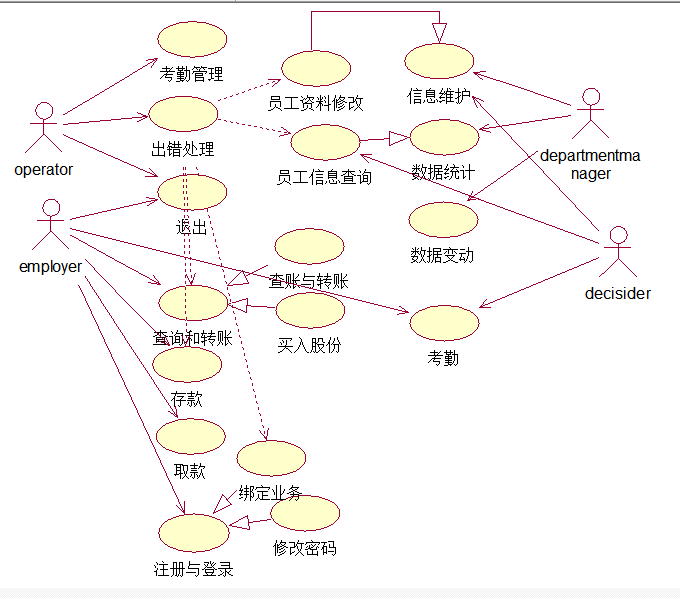 考勤管理
员工资料修改
信息维护
出错处理
operator
员工信息查询
数据统计
departmentma
nager
退出
employer
查账与转账
数据变动
decisider
查询和转账
买入股份
考勤
存款
取款
绑定业务
修改密码
注册与登录